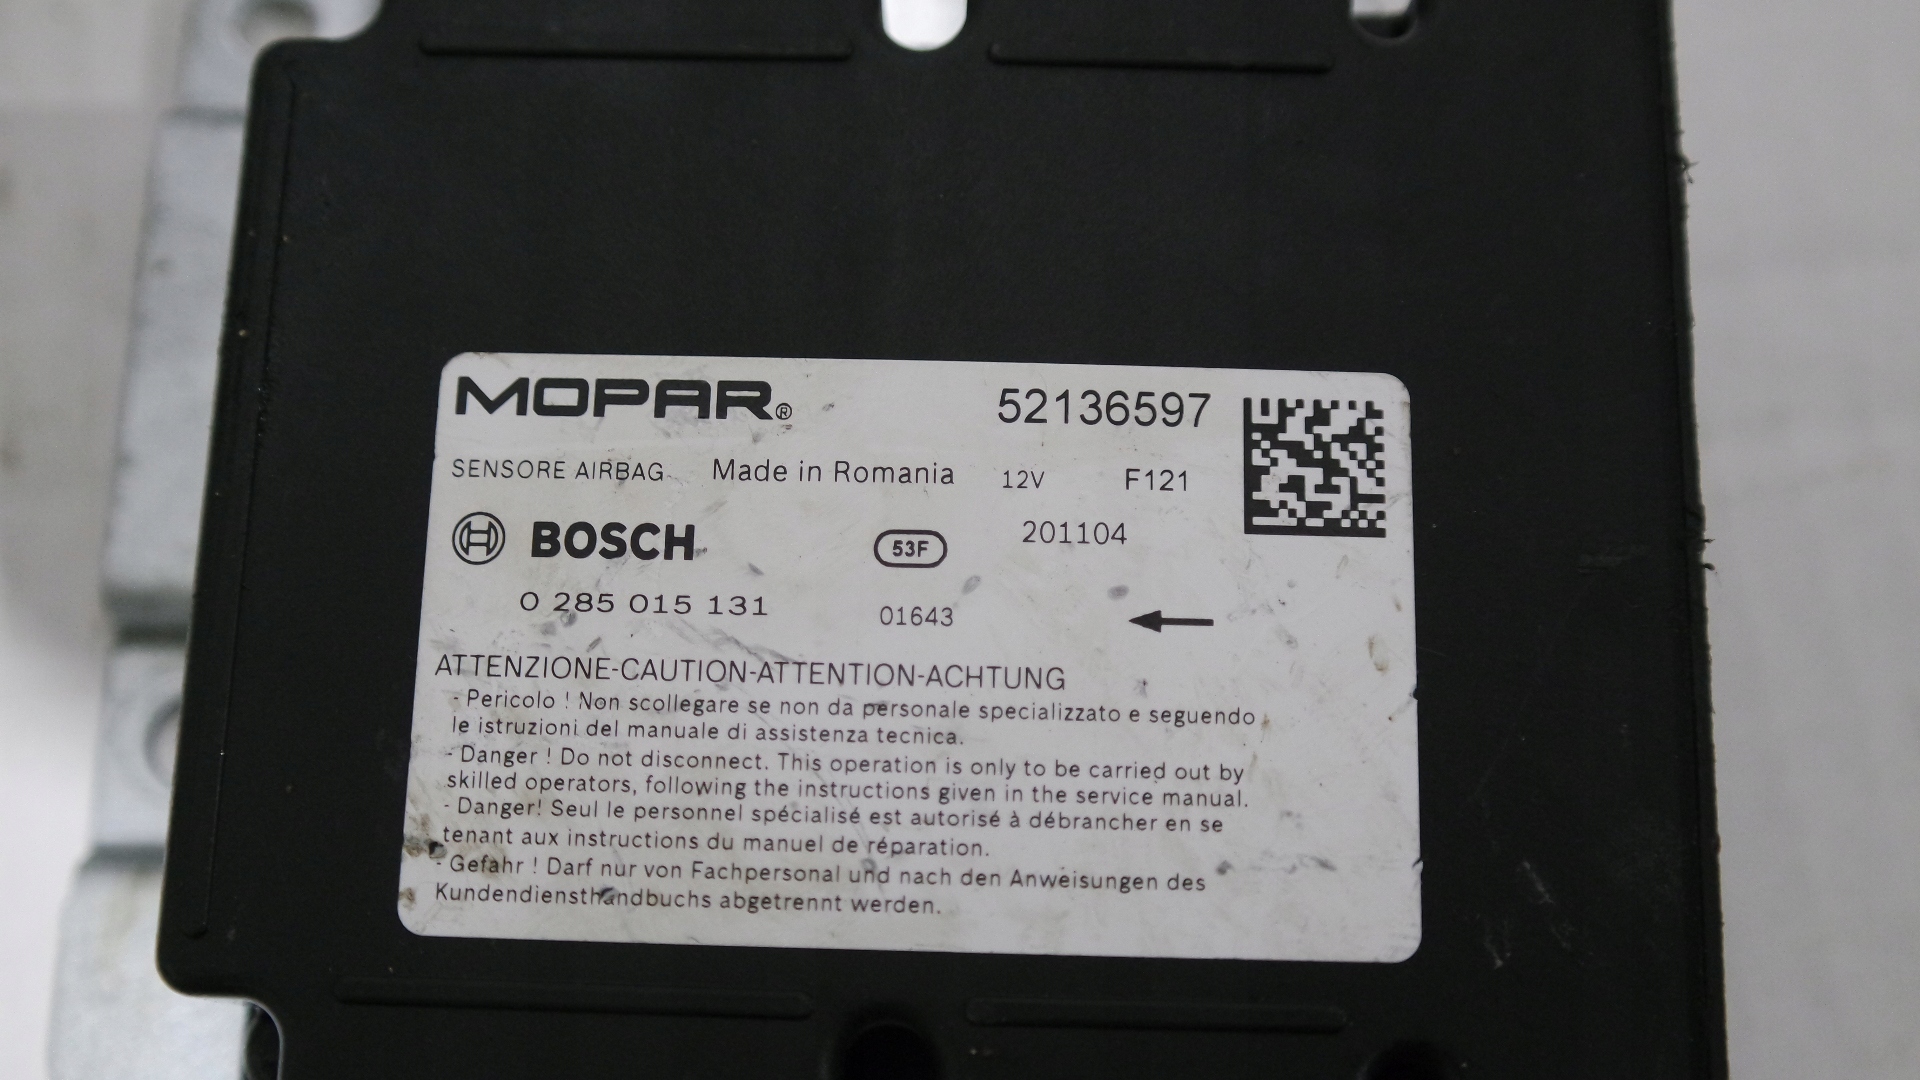 MOPAR® 52136597
SENSORE AIRBAG Made in Romania 12V F121
BOSCH 53F 201104
0 285 015 131 01643
ATTENZIONE-CAUTION-ATTENTION-ACHTUNG
- Pericolo ! Non scollegare se non da personale specializzato e seguendo
le istruzioni del manuale di assistenza tecnica.
- Danger ! Do not disconnect. This operation is only to be carried out by
skilled operators, following the instructions given in the service manual.
- Danger! Seul le personnel spécialisé est autorisé à débrancher en se
tenant aux instructions du manuel de réparation.
- Gefahr ! Darf nur von Fachpersonal und nach den Anweisungen des
Kundendiensthandbuchs abgetrennt werden.